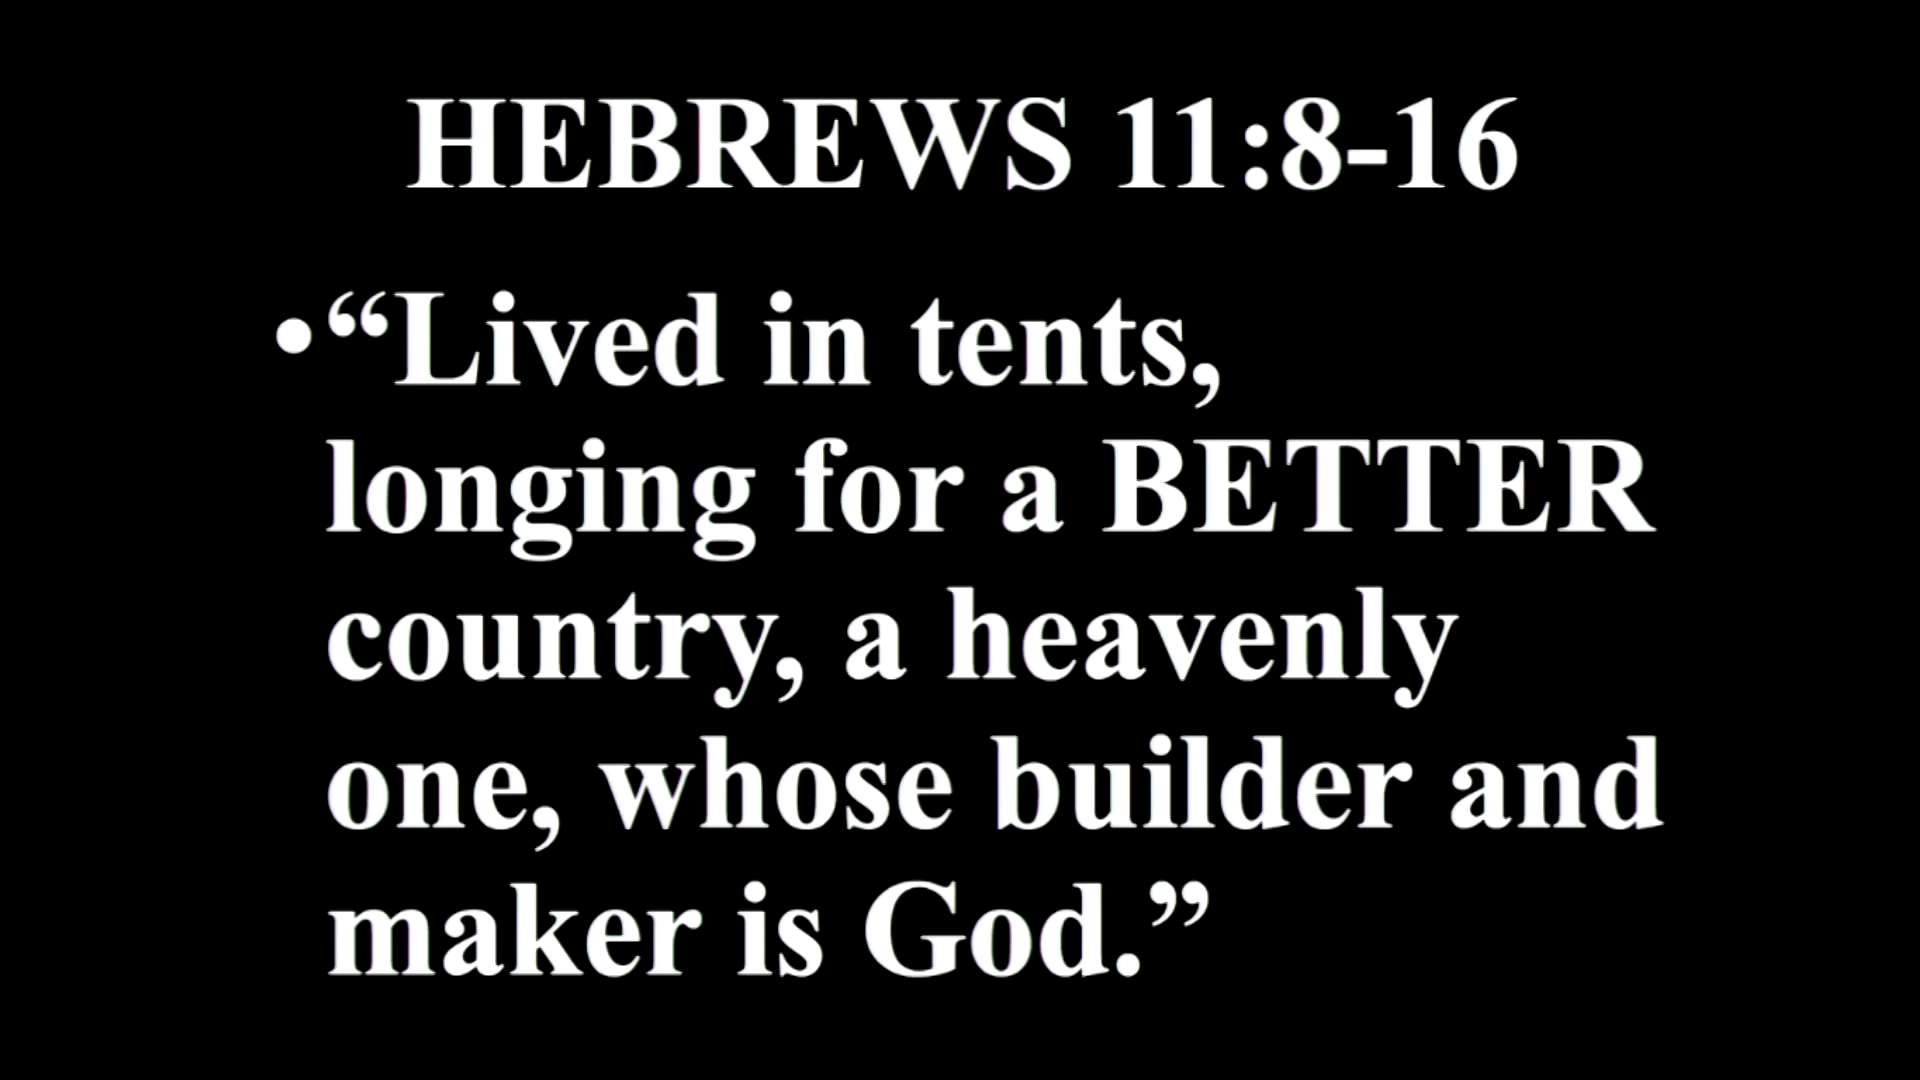 HEBREWS 11:8-16
•“Lived in tents,
longing for a BETTER
country, a heavenly
one, whose builder and
maker is God.”